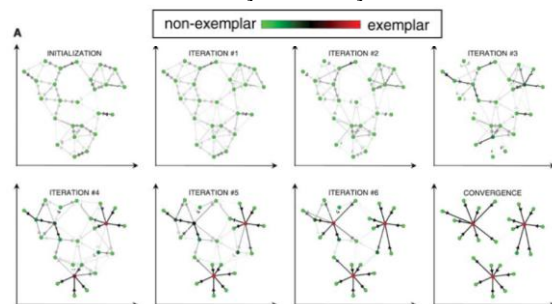 non-exemplar exemplar
A
INITIALIZATION ITERATION #1 ITERATION #2 ITERATION #3
ITERATION #4 ITERATION #5 ITERATION #6 CONVERGENCE